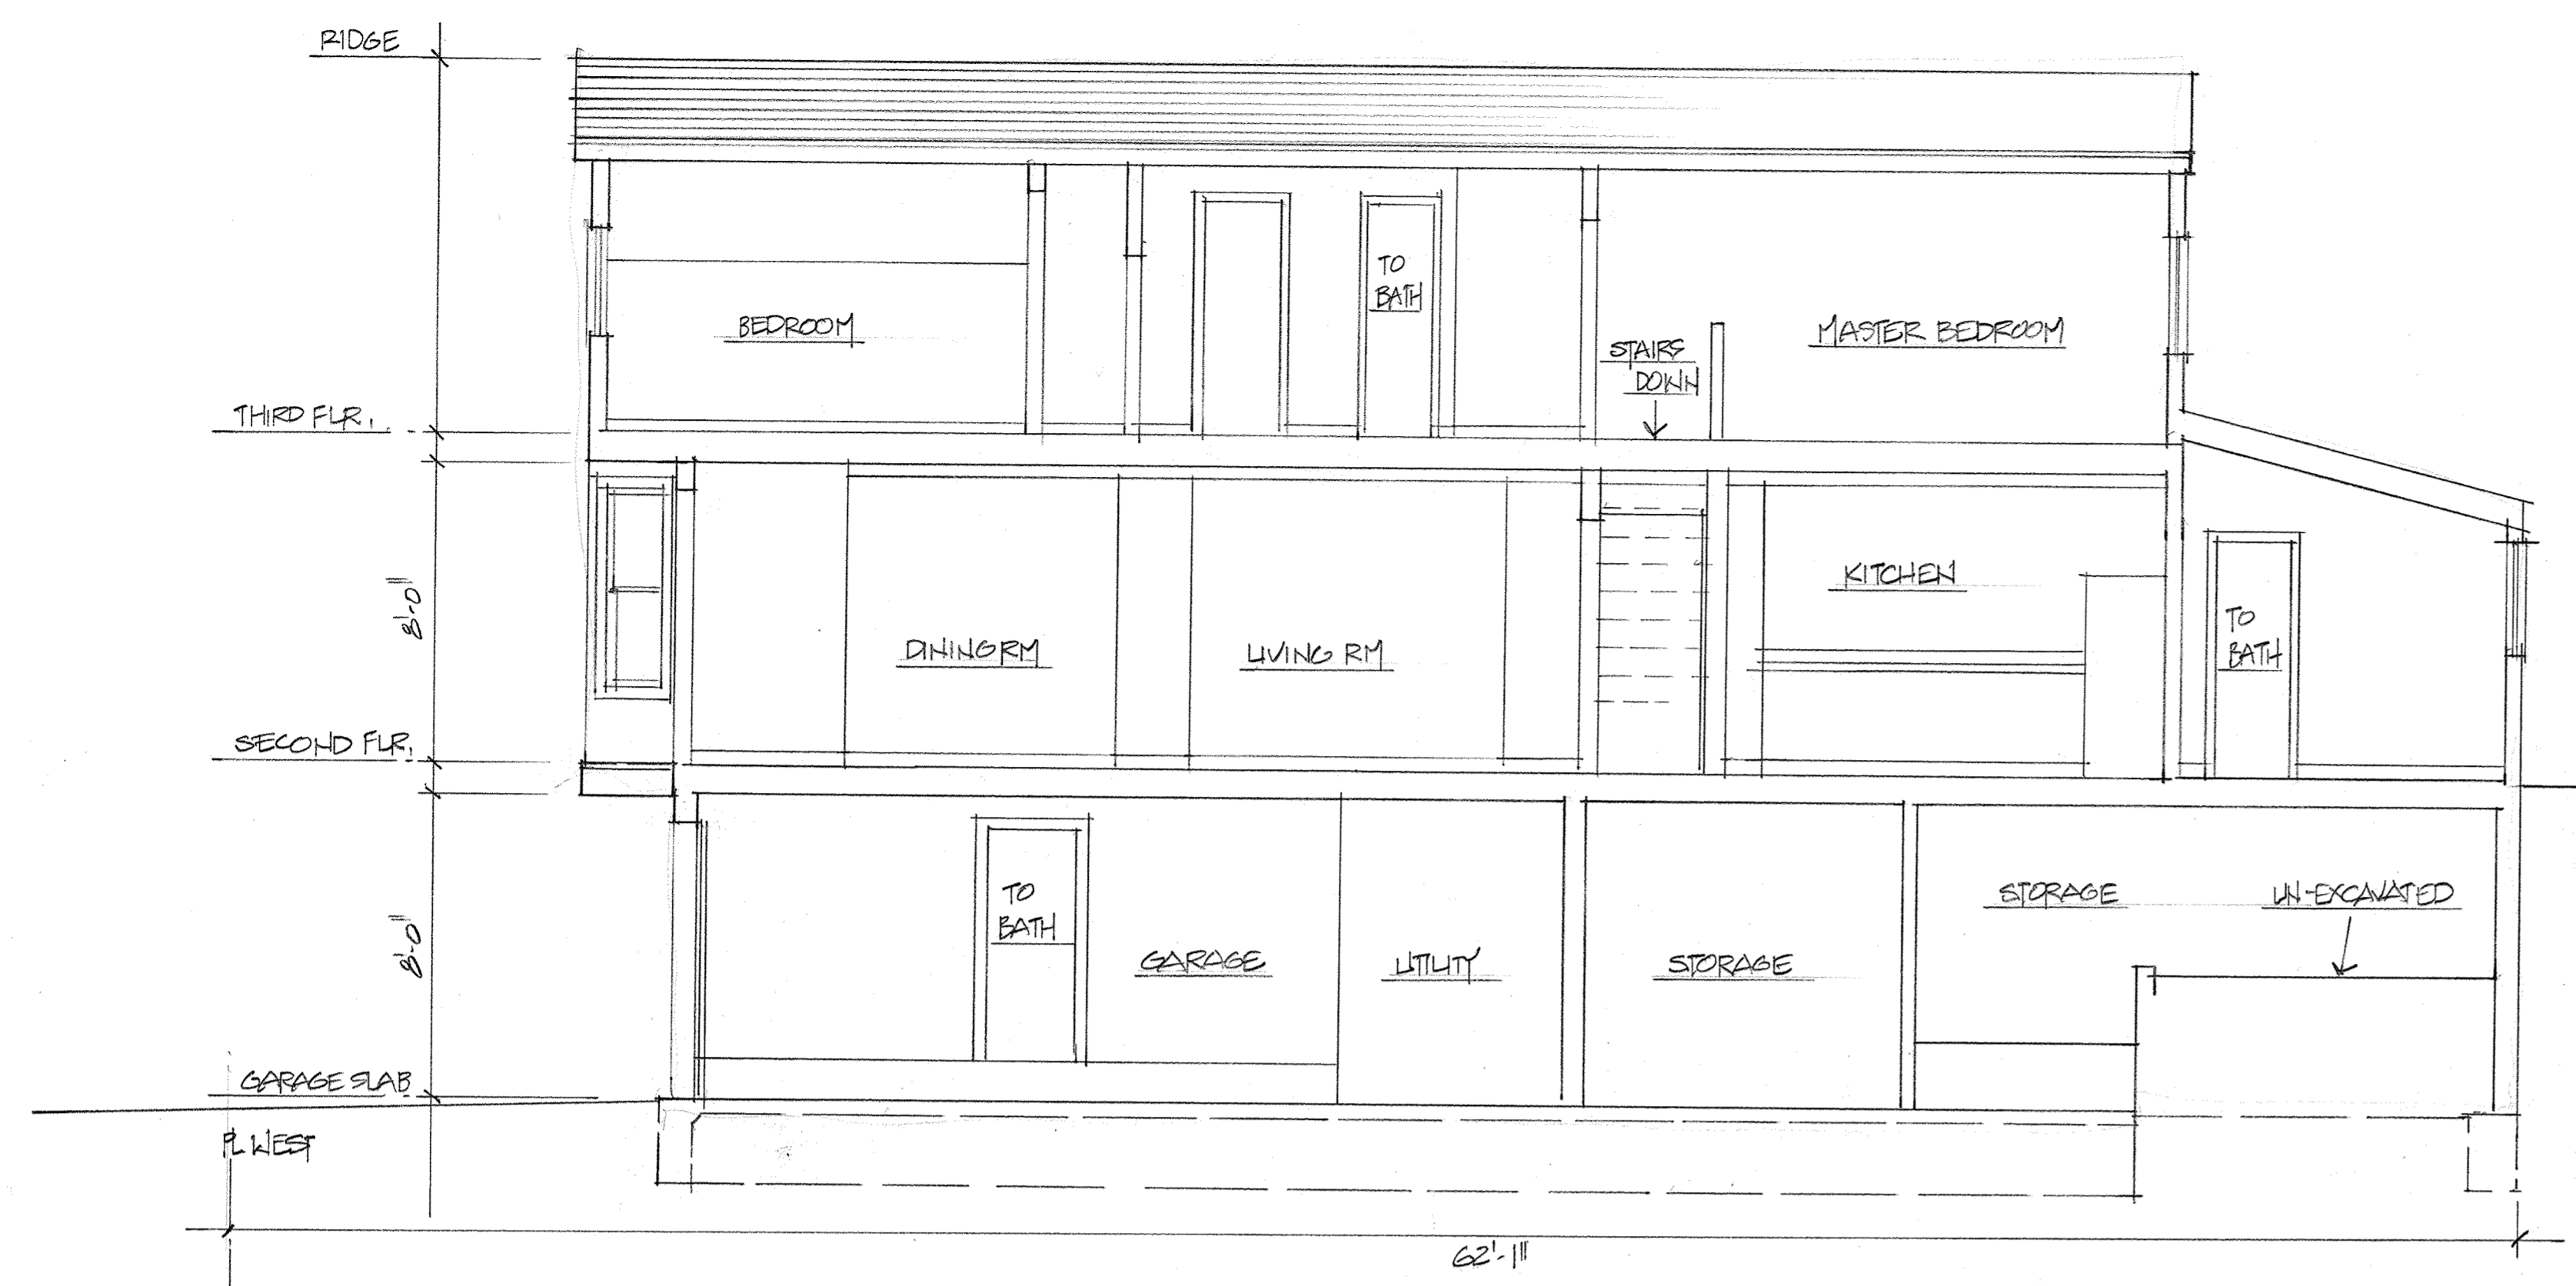 RIDGE
TO
BATH
BEDROOM
MASTER BEDROOM
STAIRS
DOWN
THIRD FLR.
8'-0"
KITCHEN
TO
BATH
DINING RM
LIVING RM
SECOND FLR.
8'-0"
TO
BATH
GARAGE
UTILITY
STORAGE
STORAGE
UN-EXCAVATED
GARAGE SLAB
PL WEST
62'-1"